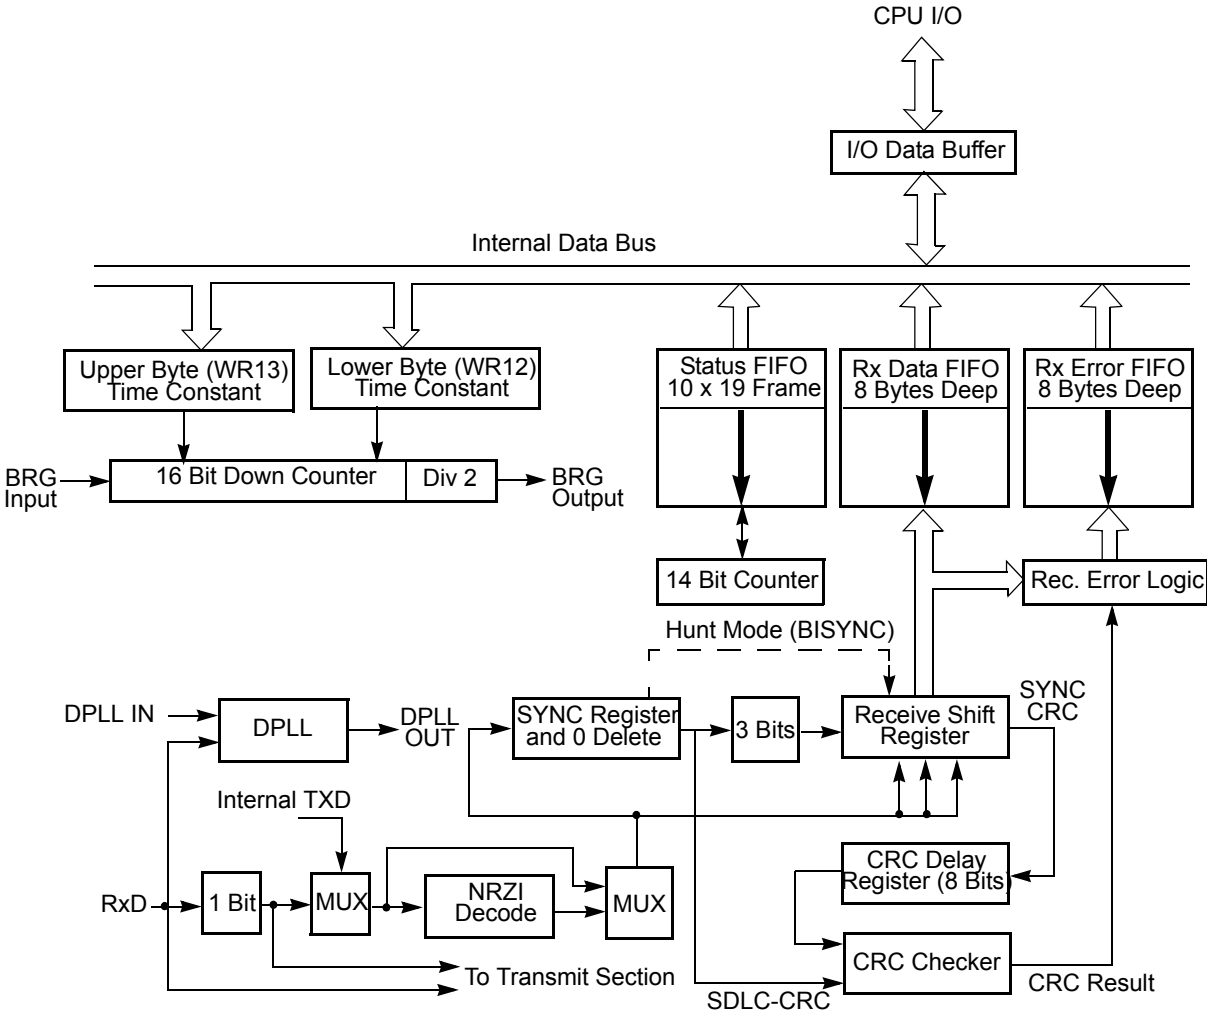 CPU I/O
I/O Data Buffer
Internal Data Bus
Upper Byte (WR13)
Time Constant
Lower Byte (WR12)
Time Constant
Status FIFO
10 x 19 Frame
Rx Data FIFO
8 Bytes Deep
Rx Error FIFO
8 Bytes Deep
BRG
Input
16 Bit Down Counter
Div 2
BRG
Output
14 Bit Counter
Rec. Error Logic
Hunt Mode (BISYNC)
DPLL IN
DPLL
DPLL
OUT
SYNC Register
and 0 Delete
3 Bits
Receive Shift
Register
SYNC
CRC
Internal TXD
RxD
1 Bit
MUX
NRZI
Decode
MUX
CRC Delay
Register (8 Bits)
To Transmit Section
CRC Checker
SDLC-CRC
CRC Result